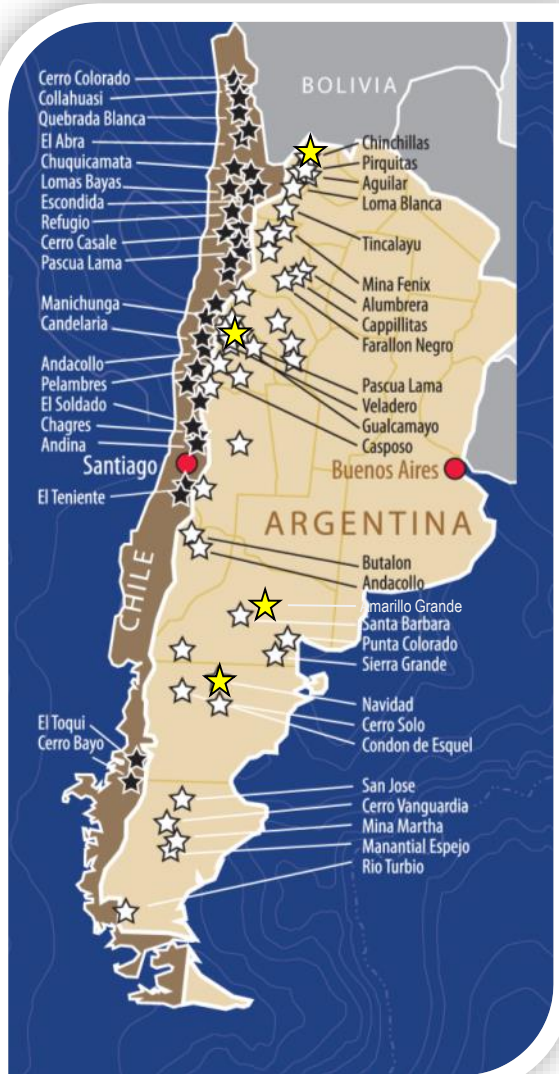 BOLIVIA
Cerro Colorado
Collahuasi
Quebrada Blanca
El Abra
Chuquicamata
Lomas Bayas
Escondida
Refugio
Cerro Casale
Pascua Lama
Manichunga
Candelaria
Andacollo
Pelambres
El Soldado
Chagres
Andina
Santiago
El Teniente
CHILE
El Toqui
Cerro Bayo
Chinchillas
Pirquitas
Aguilar
Loma Blanca
Tincalayu
Mina Fenix
Alumbrera
Cappillitas
Farallon Negro
Pascua Lama
Veladero
Gualcamayo
Casposo
Buenos Aires
ARGENTINA
Butalon
Andacollo
Amarillo Grande
Santa Barbara
Punta Colorado
Sierra Grande
Navidad
Cerro Solo
Condon de Esquel
San Jose
Cerro Vanguardia
Mina Martha
Manantial Espejo
Rio Turbio